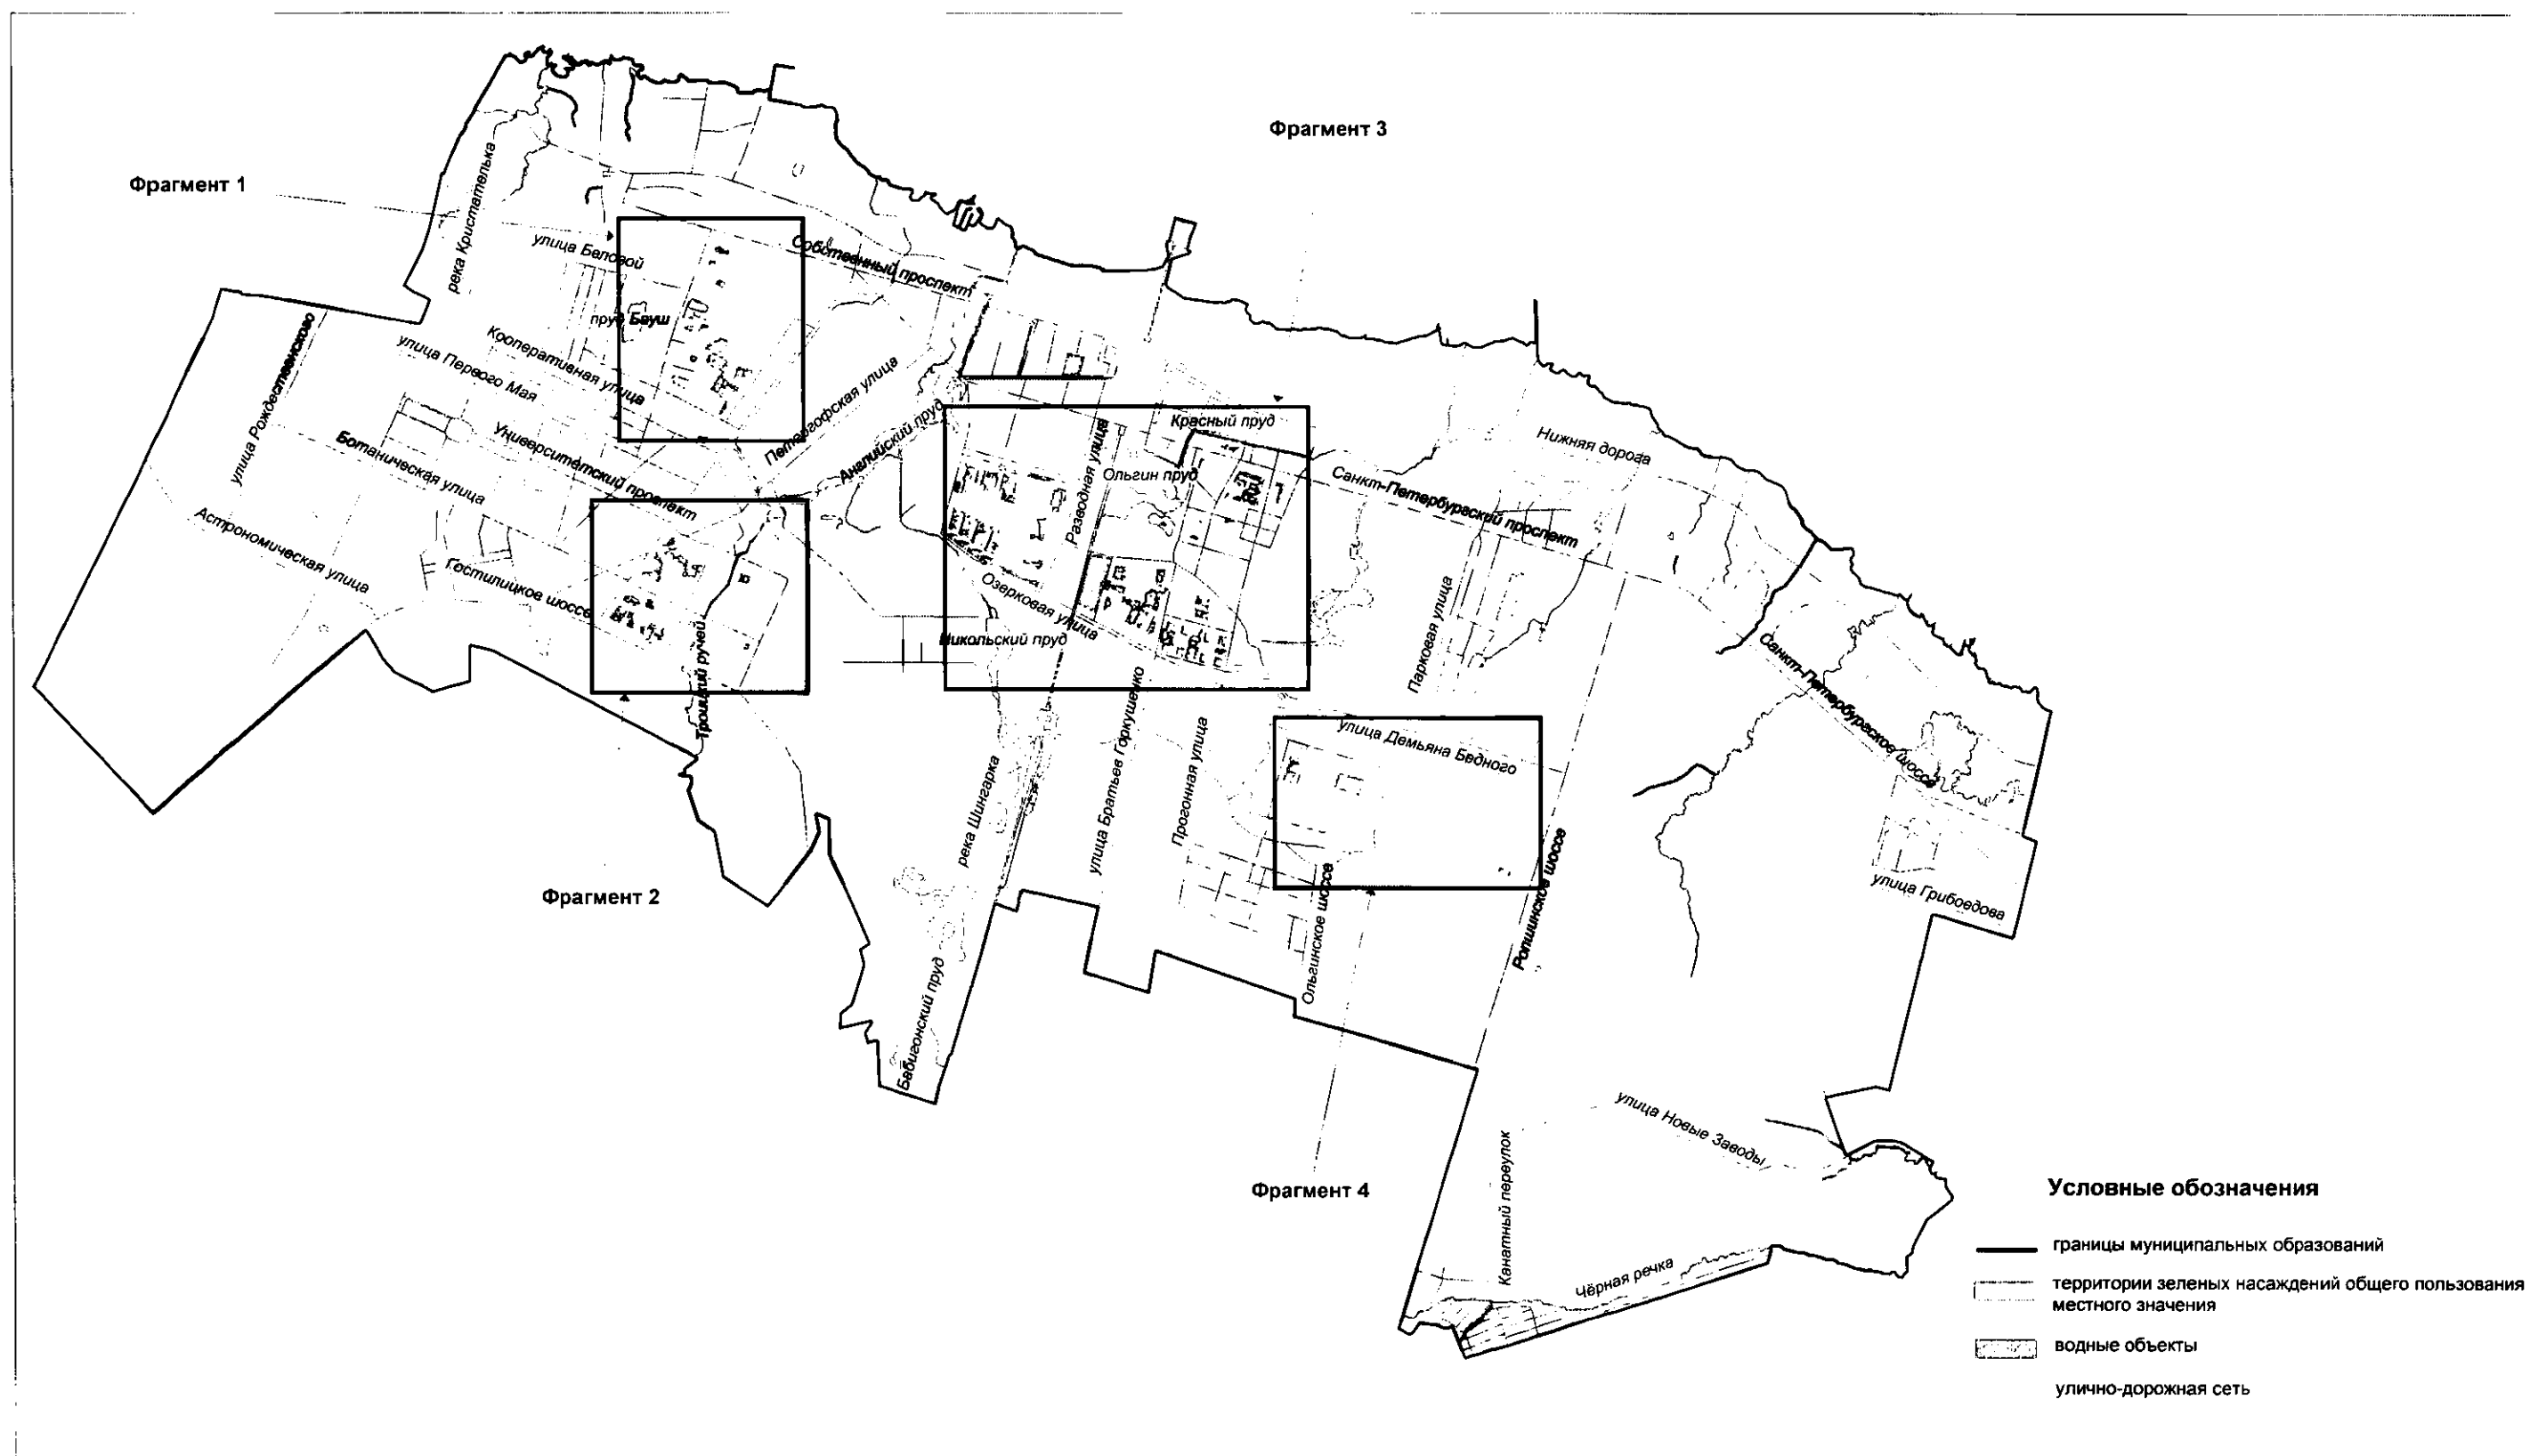 Фрагмент 3
Фрагмент 1
река Кристателька
улица Беловой
Собственный проспект
пруд Бауш
улица Рождественского
Кооперативная улица
улица Первого Мая
Петергофская улица
Английский пруд
Красный пруд
Разводная улица
Ольгин пруд
Нижняя дорога
Санкт-Петербургский проспект
Университетский проспект
Ботаническая улица
Астрономическая улица
Гостилицкое шоссе
Озерковая улица
Никольский пруд
Троицкий ручей
Парковая улица
Санкт-Петербургское шоссе
улица Демьяна Бедного
улица Братьев Горкушенко
Прогонная улица
река Шингарка
Фрагмент 2
Ропшинское шоссе
Ольгинское шоссе
улица Грибоедова
Бабигонский пруд
улица Новые Заводы
Канатный переулок
Фрагмент 4
Чёрная речка
Условные обозначения
границы муниципальных образований
территории зеленых насаждений общего пользования
местного значения
водные объекты
улично-дорожная сеть